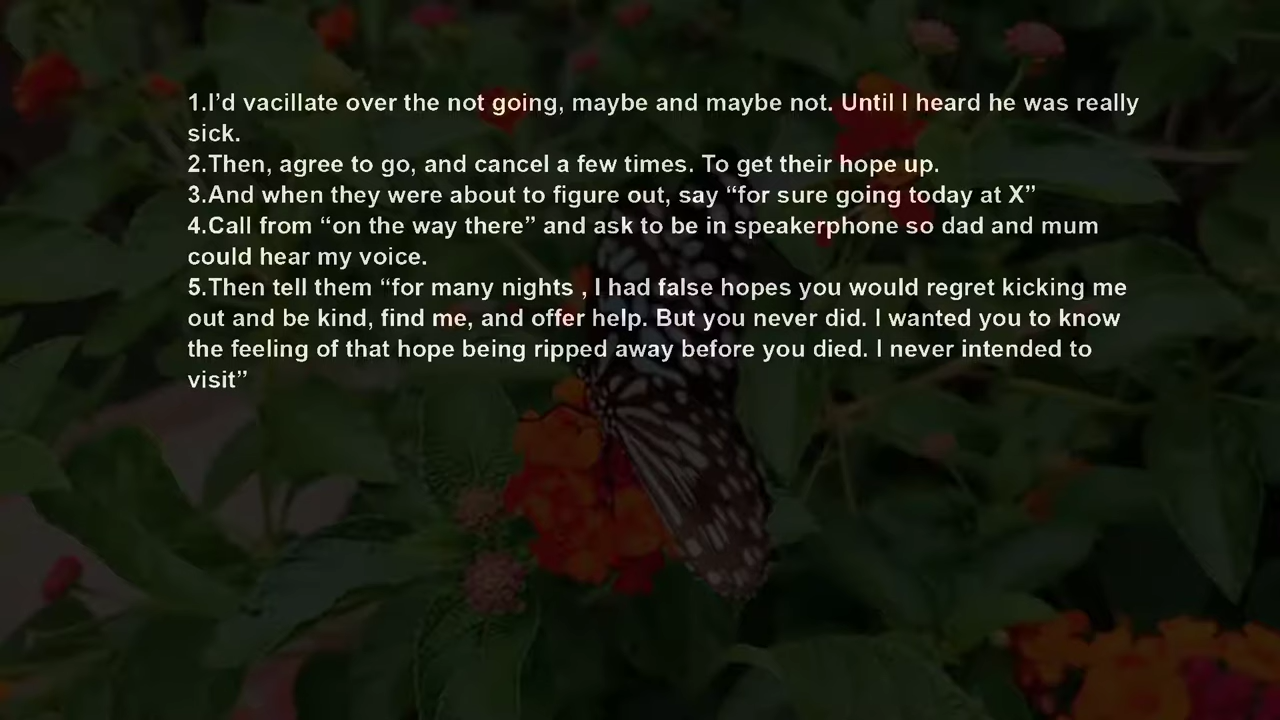 1.I’d vacillate over the not going, maybe and maybe not. Until I heard he was really
sick.
2.Then, agree to go, and cancel a few times. To get their hope up.
3.And when they were about to figure out, say “for sure going today at X”
4.Call from “on the way there” and ask to be in speakerphone so dad and mum
could hear my voice.
5.Then tell them “for many nights , I had false hopes you would regret kicking me
out and be kind, find me, and offer help. But you never did. I wanted you to know
the feeling of that hope being ripped away before you died. I never intended to
visit”